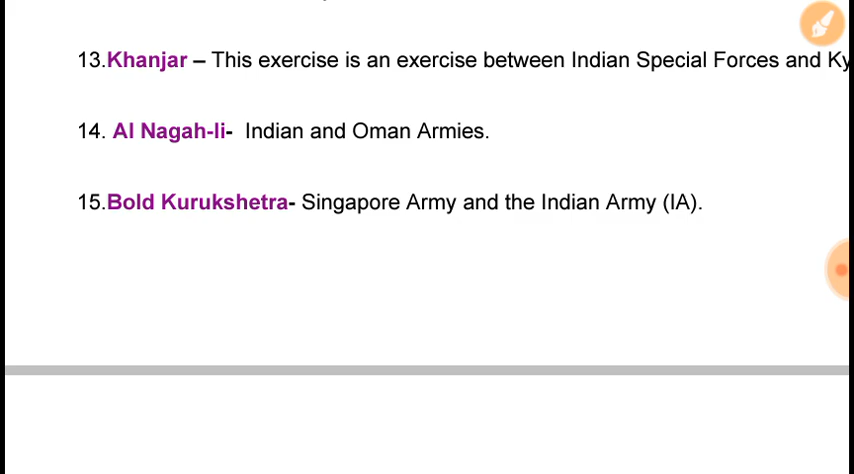 13.Khanjar – This exercise is an exercise between Indian Special Forces and
14. Al Nagah-li- Indian and Oman Armies.
15.Bold Kurukshetra- Singapore Army and the Indian Army (IA).